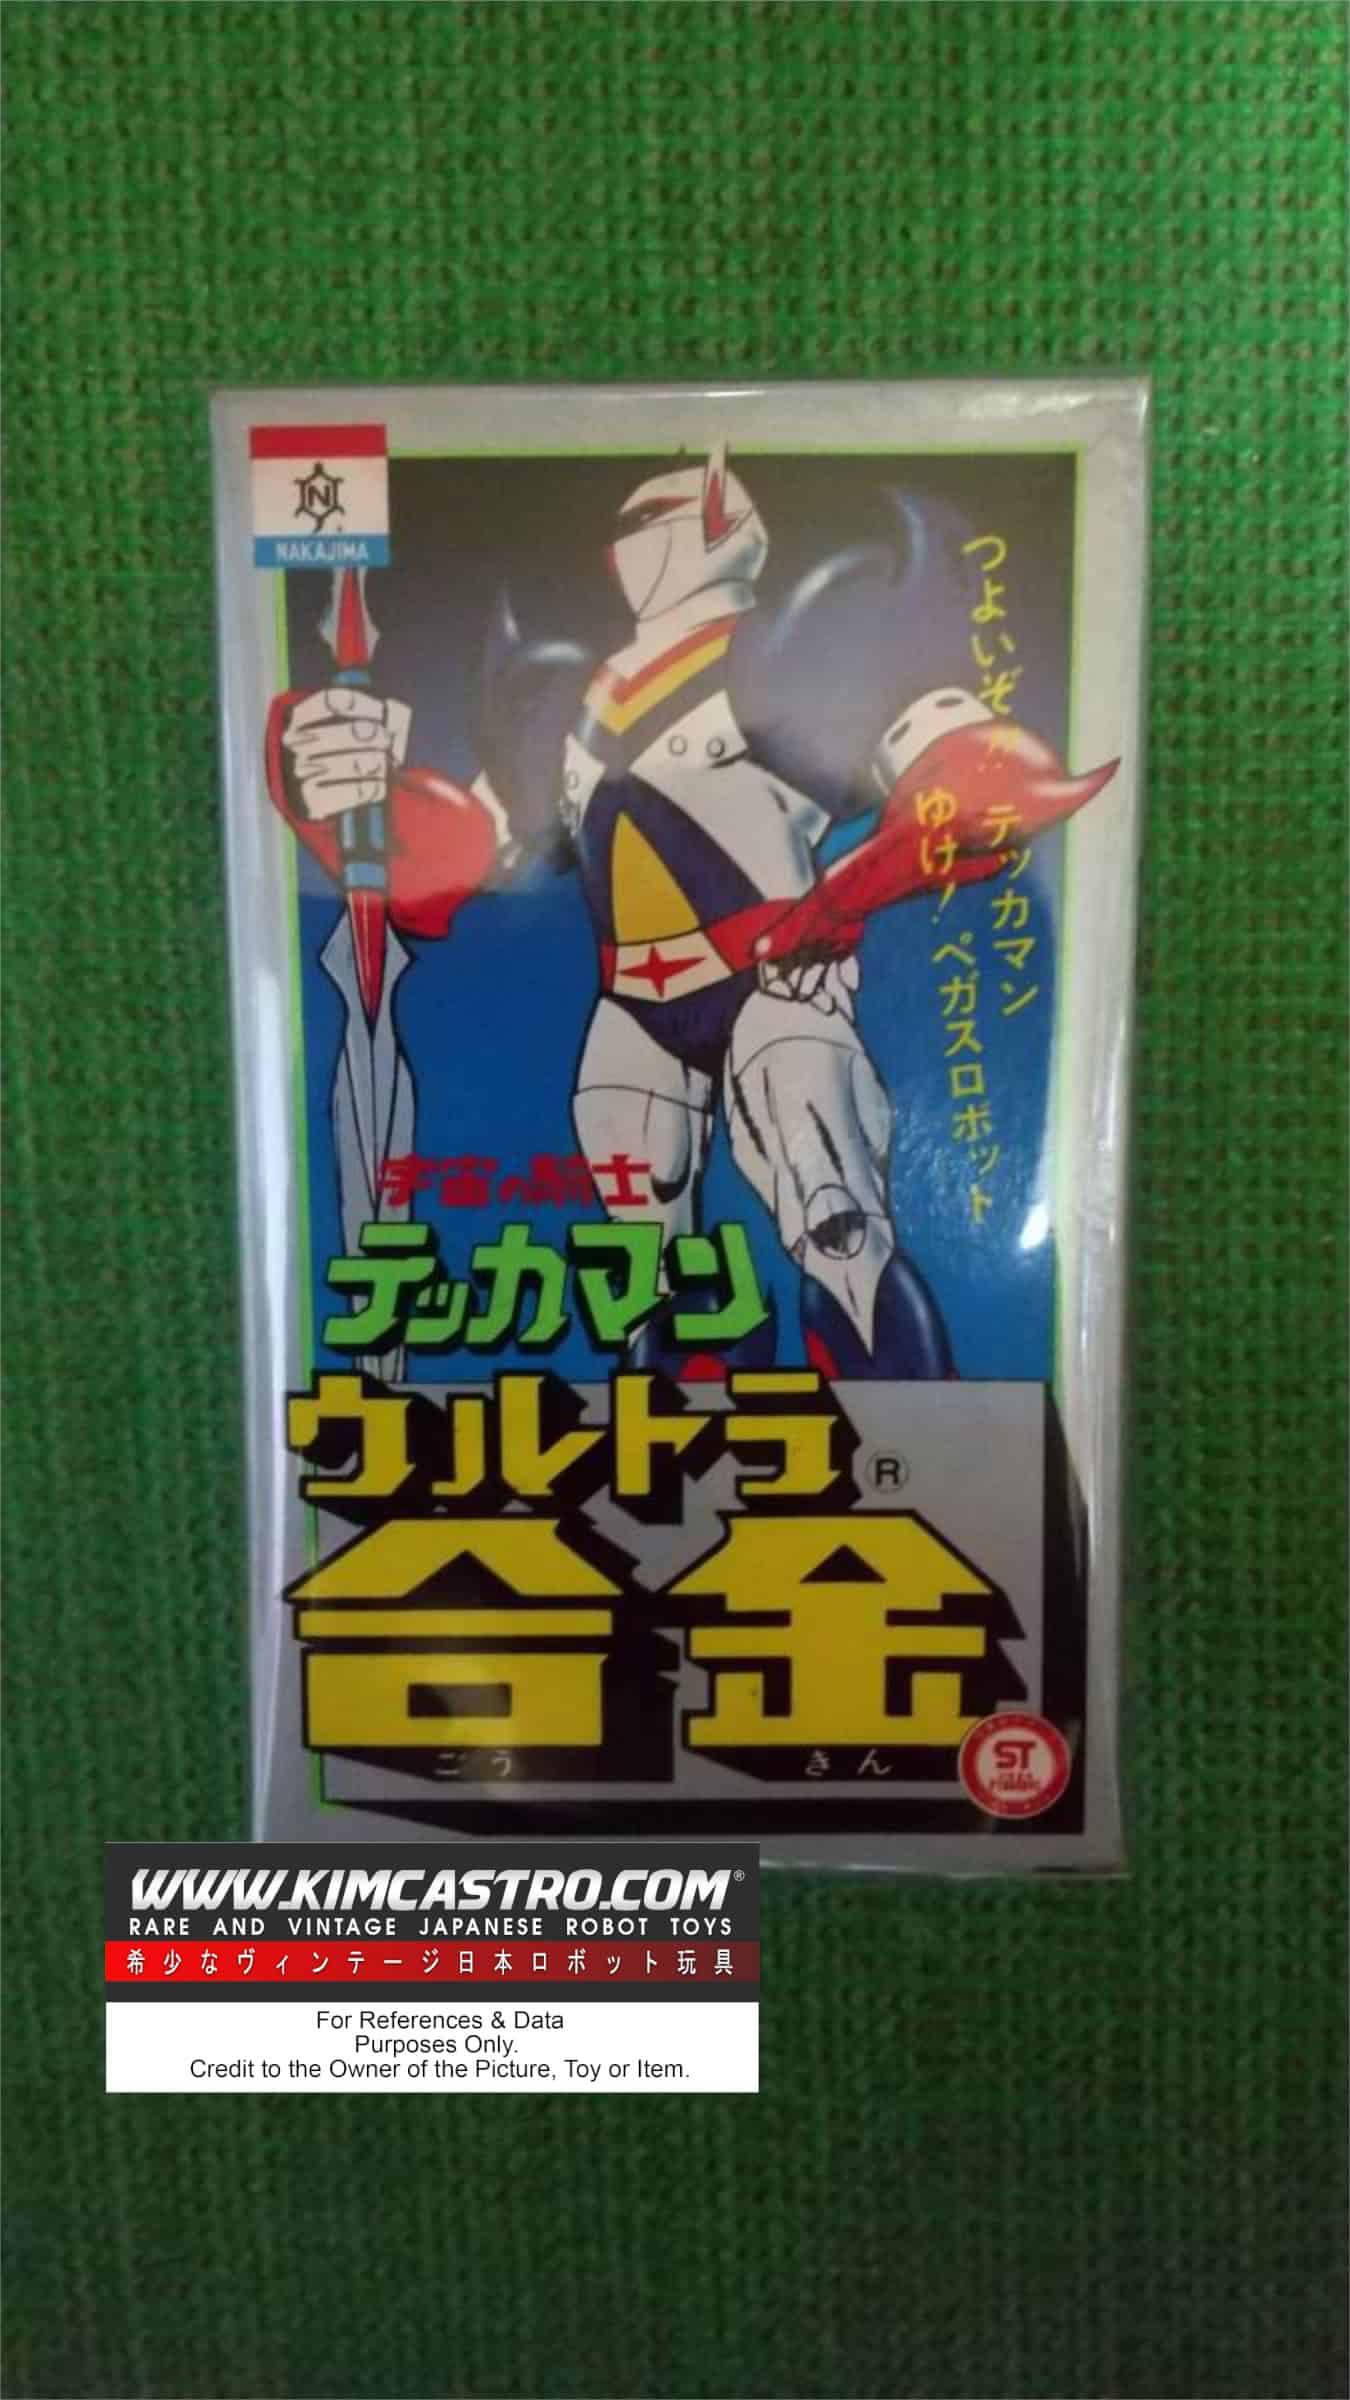 N
NAKAJIMA
つよいぞ!! テッカマン
ゆけ! ペガスロボット
宇宙の騎士
テッカマン
ウルトラ®
合金
ごうきん
ST
WWW.KIMCASTRO.COM®
RARE AND VINTAGE JAPANESE ROBOT TOYS
希少なヴィンテージ日本ロボット玩具
For References & Data
Purposes Only.
Credit to the Owner of the Picture, Toy or Item.